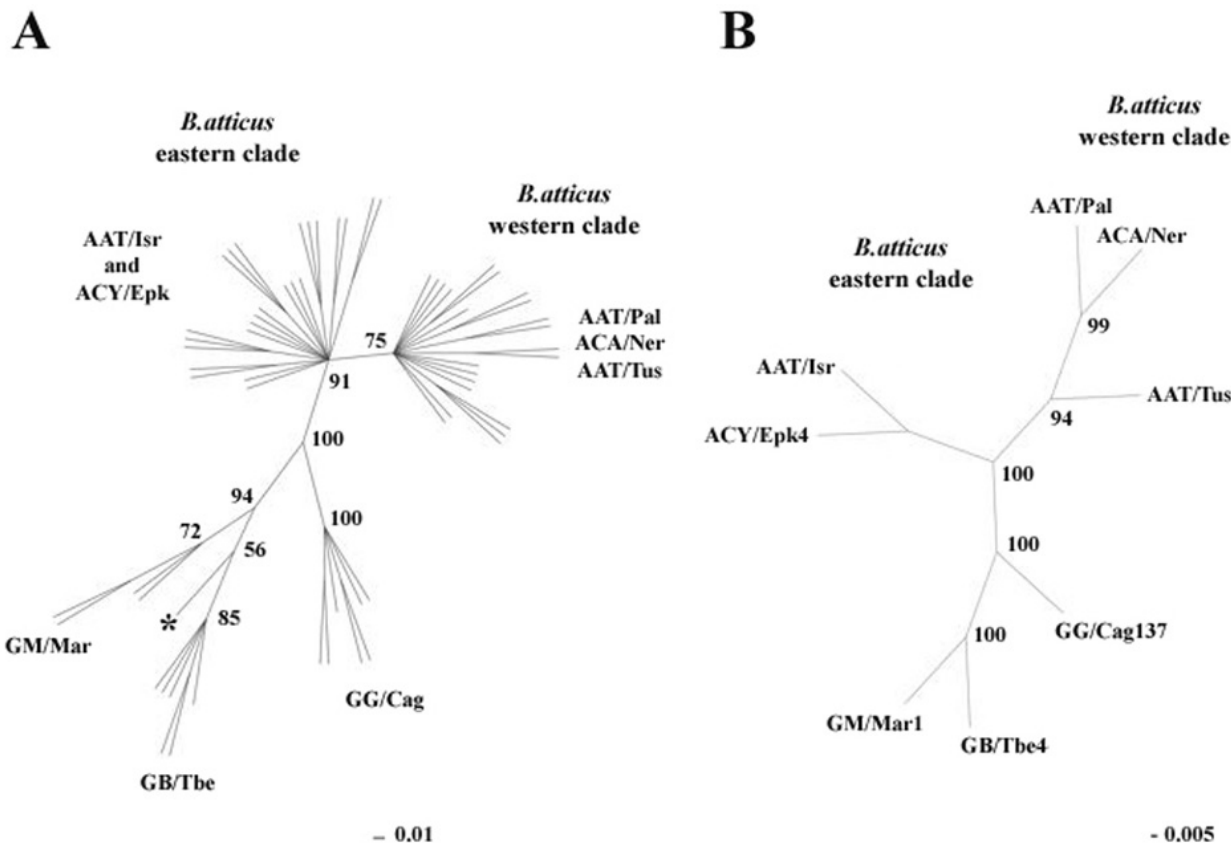 A
B.atticus
eastern clade
B.atticus
western clade
AAT/Isr
and
ACY/Epk
75
AAT/Pal
ACA/Ner
AAT/Tus
91
100
94
100
72
56
*
85
GM/Mar
GG/Cag
GB/Tbe
– 0.01
B
B.atticus
western clade
AAT/Pal
ACA/Ner
B.atticus
eastern clade
99
AAT/Isr
AAT/Tus
ACY/Epk4
94
100
100
GG/Cag137
100
GM/Mar1
GB/Tbe4
- 0.005